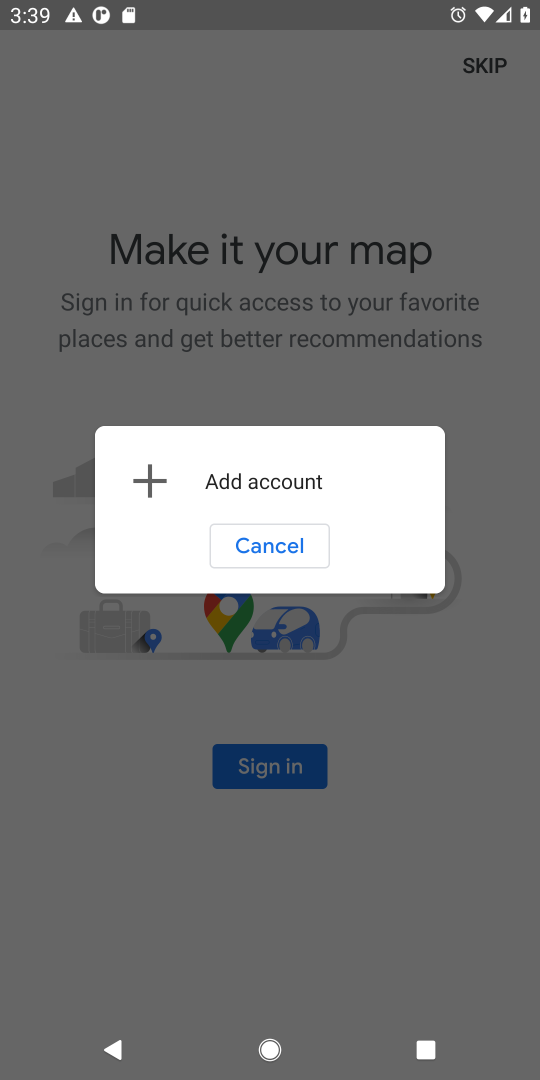 3:39
SKIP
Make it your map
Sign in for quick access to your favorite
places and get better recommendations
Add account
Cancel
Sign in